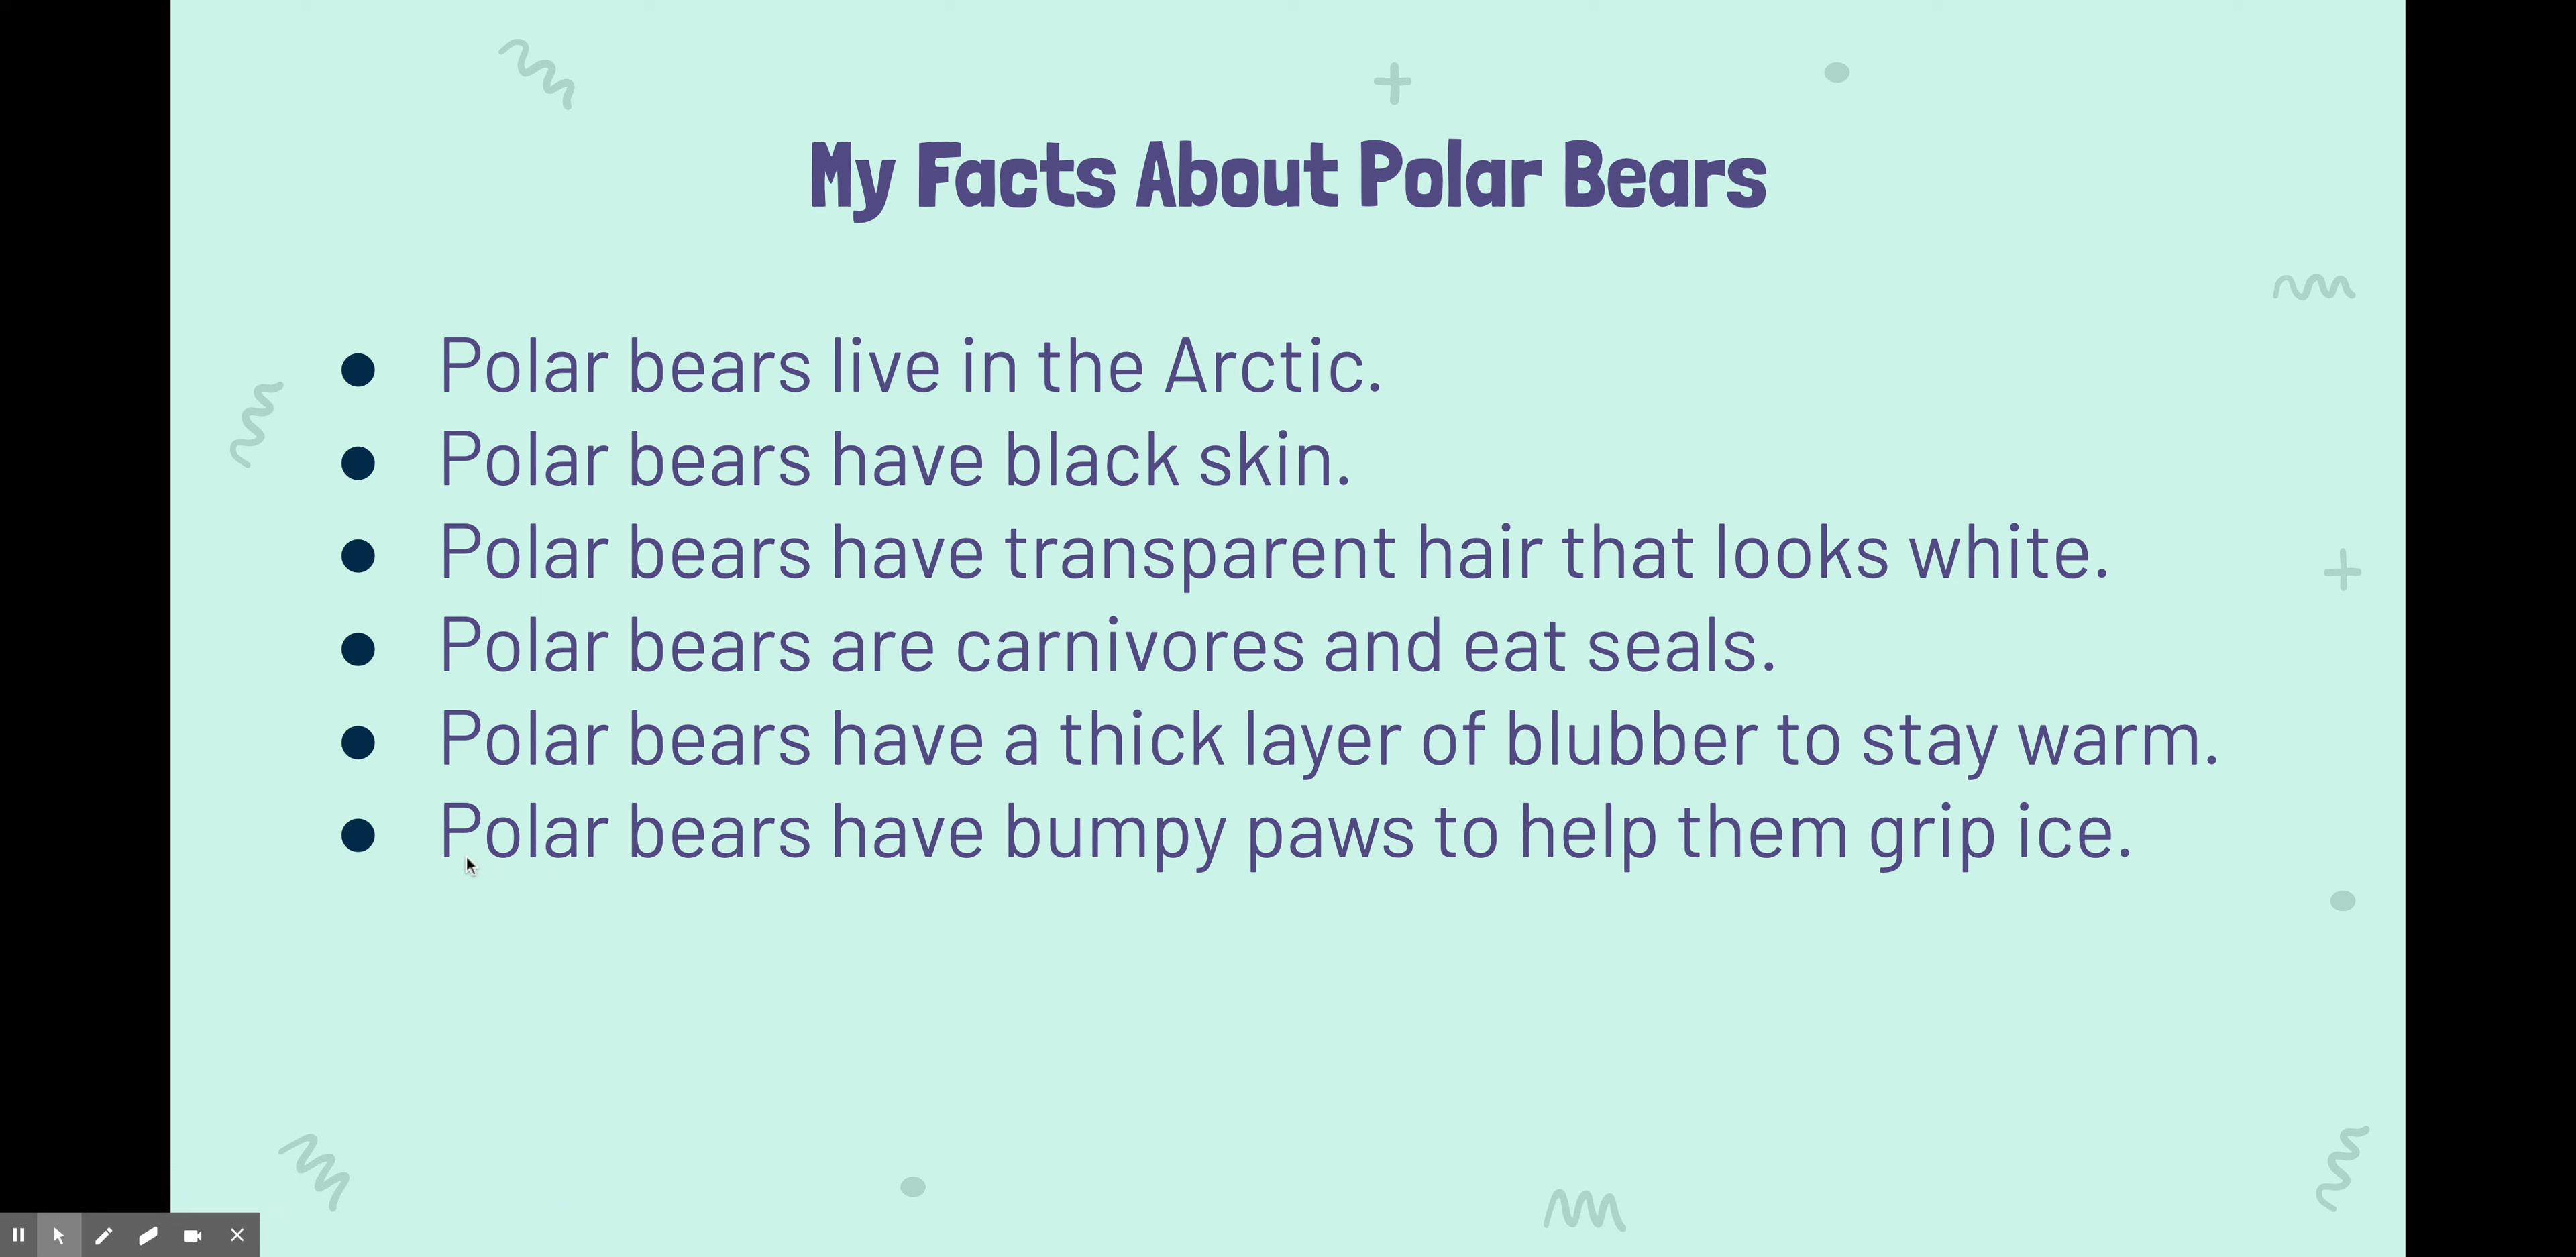 My Facts About Polar Bears
● Polar bears live in the Arctic.
● Polar bears have black skin.
● Polar bears have transparent hair that looks white.
● Polar bears are carnivores and eat seals.
● Polar bears have a thick layer of blubber to stay warm.
● Polar bears have bumpy paws to help them grip ice.